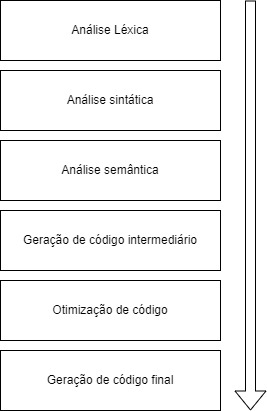 Análise Léxica
Análise sintática
Análise semântica
Geração de código intermediário
Otimização de código
Geração de código final